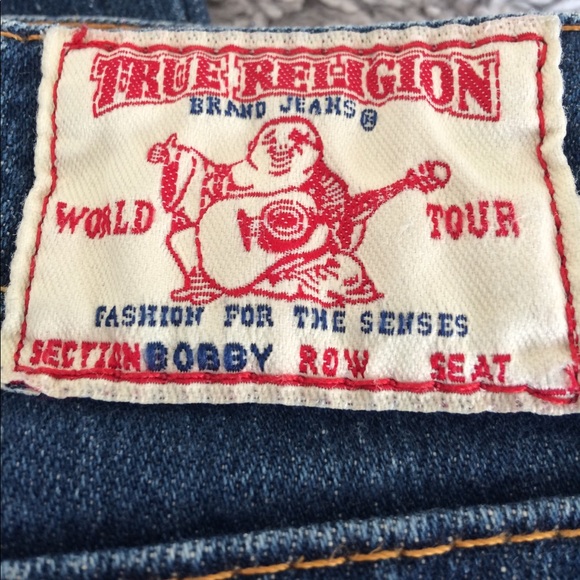 TRUE RELIGION
BRAND JEANS®
WORLD TOUR
FASHION FOR THE SENSES
SECTION BOBBY ROW SEAT